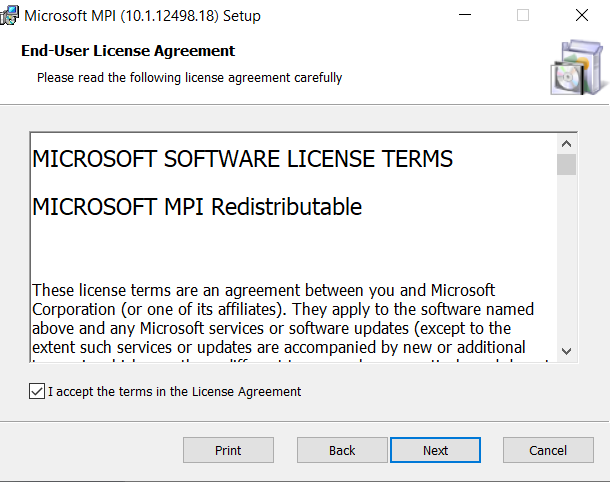 Microsoft MPI (10.1.12498.18) Setup
End-User License Agreement
Please read the following license agreement carefully
MICROSOFT SOFTWARE LICENSE TERMS
MICROSOFT MPI Redistributable
These license terms are an agreement between you and Microsoft
Corporation (or one of its affiliates). They apply to the software named
above and any Microsoft services or software updates (except to the
extent such services or updates are accompanied by new or additional
I accept the terms in the License Agreement
Print
Back
Next
Cancel